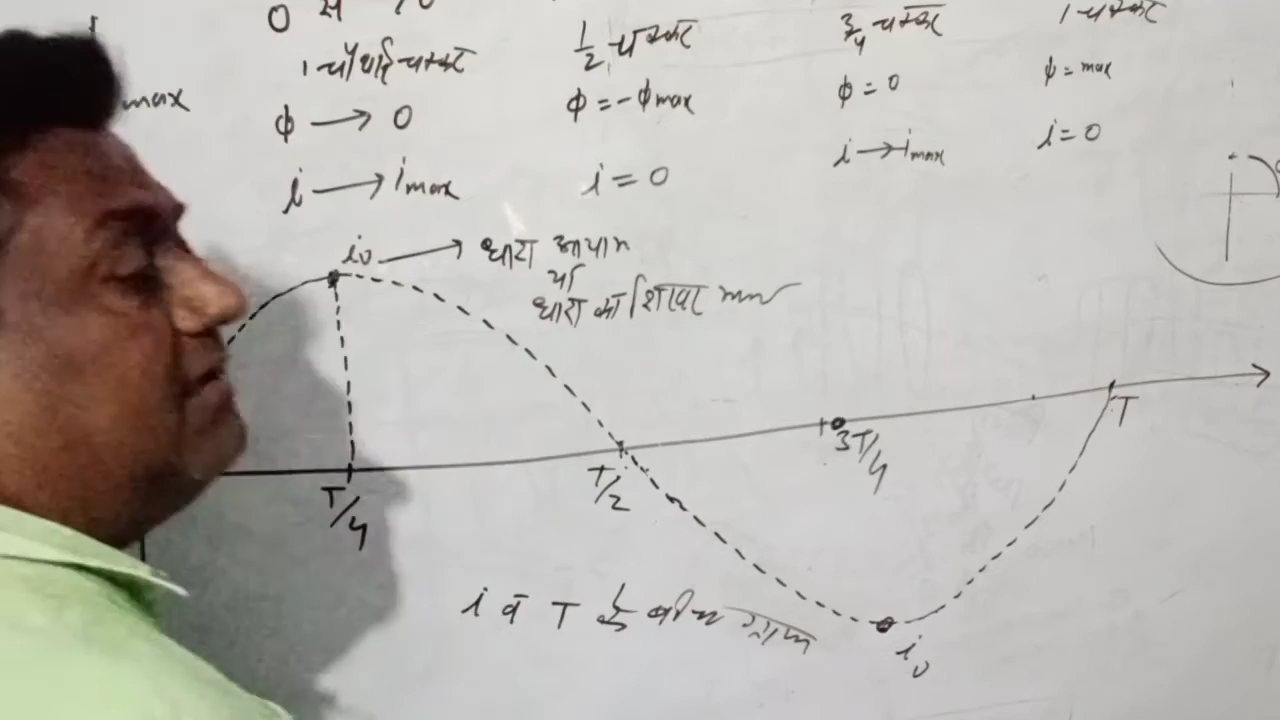 0 से
max
1 चौथाई चक्कर
ϕ → 0
i → imax
1/2 चक्कर
ϕ = -ϕmax
i = 0
3/4 चक्कर
ϕ = 0
i → imax
1 चक्कर
ϕ = max
i = 0
i0 → धारा आयाम
या
धारा का शिखर मान
T/4
T/2
3T/4
T
i0
i व T के बीच ग्राफ